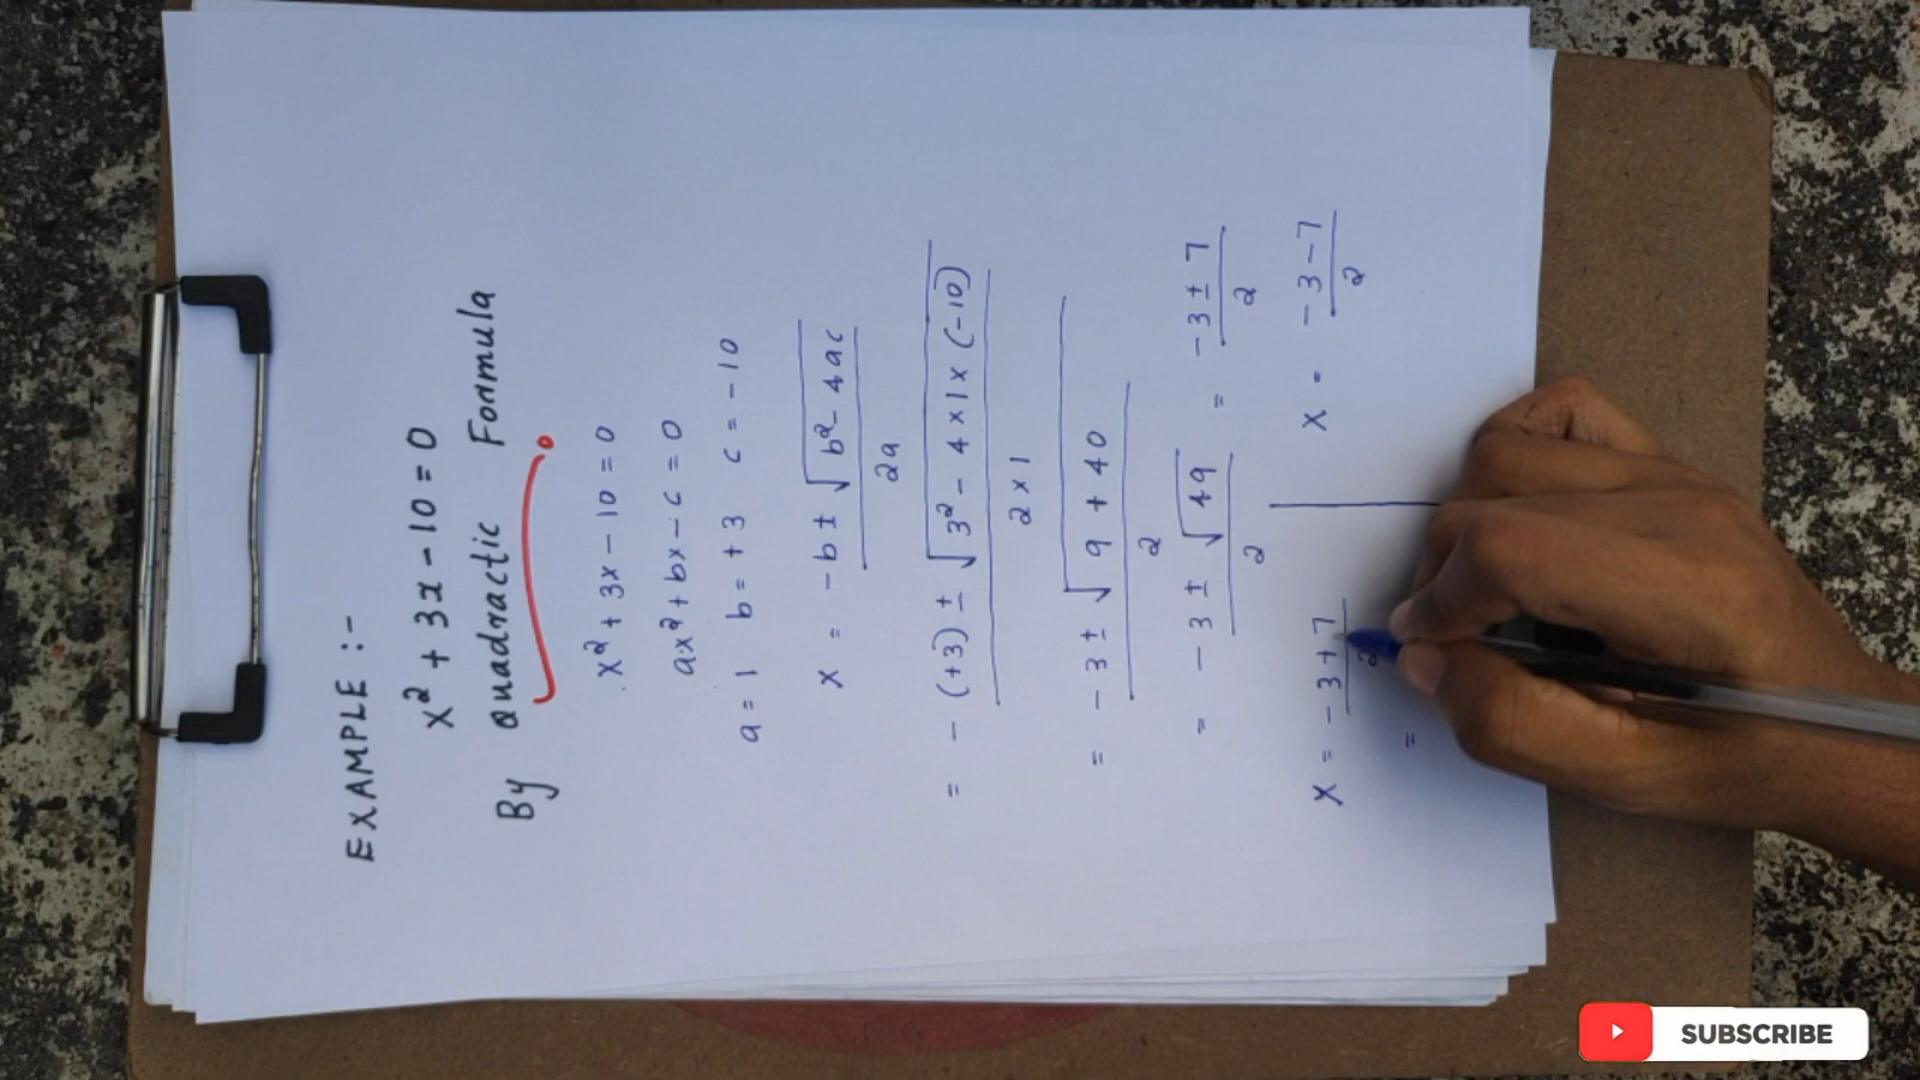 EXAMPLE :-
x² + 3x - 10 = 0
By quadractic Formula
x² + 3x - 10 = 0
ax² + bx - c = 0
a = 1 b = + 3 c = - 10
x = -b ± √b² - 4ac
2a
= - (+3) ± √3² - 4 × 1 × (-10)
2 × 1
= - 3 ± √9 + 40
2
= - 3 ± √49 = -3 ± 7
2 2
x = - 3 + 7 x = - 3 - 7
2 2
=
SUBSCRIBE